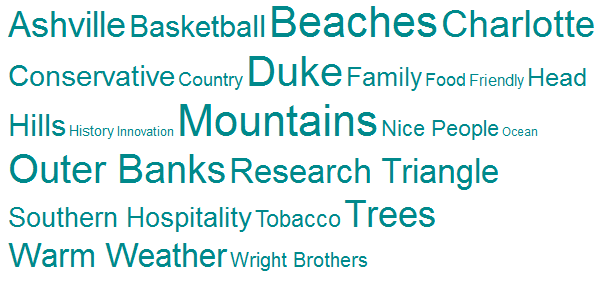 Ashville Basketball Beaches Charlotte
Conservative Country Duke Family Food Friendly Head
Hills History Innovation Mountains Nice People Ocean
Outer Banks Research Triangle
Southern Hospitality Tobacco Trees
Warm Weather Wright Brothers